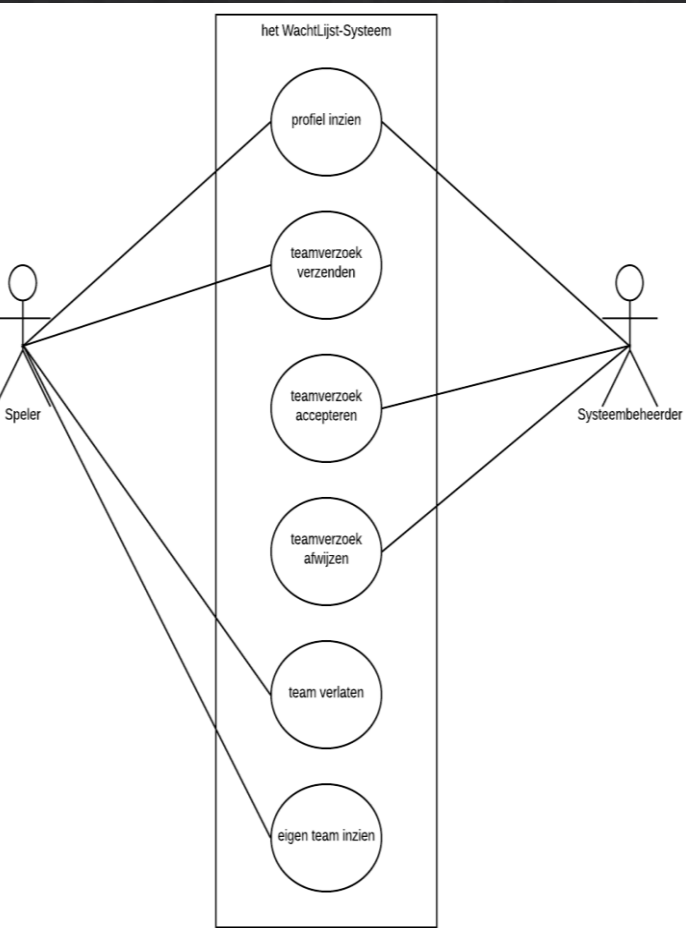 het WachtLijst-Systeem
profiel inzien
teamverzoek
verzenden
teamverzoek
accepteren
Speler
Systeembeheerder
teamverzoek
afwijzen
team verlaten
eigen team inzien